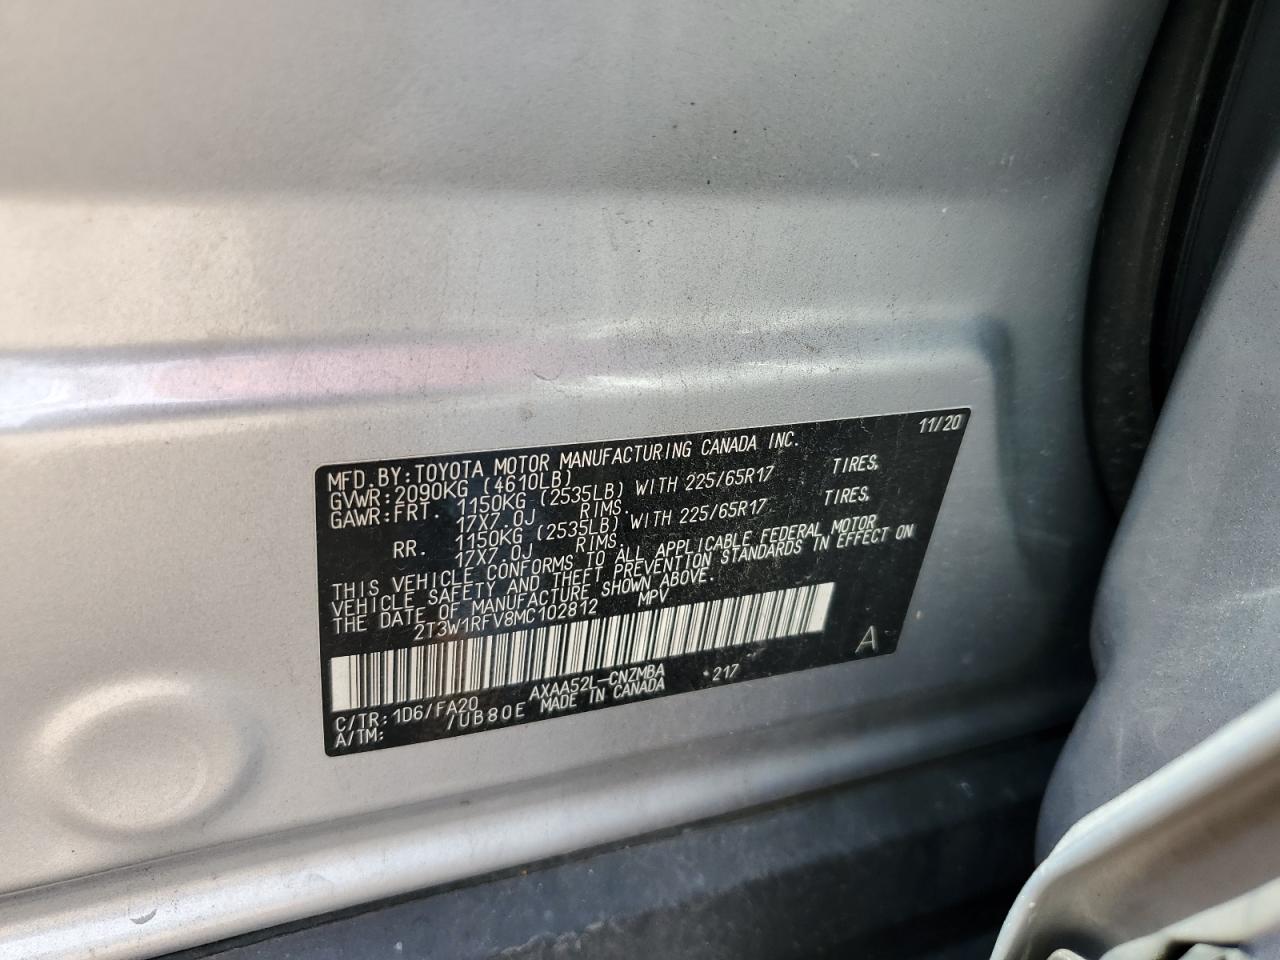 11/20
MFD.BY:TOYOTA MOTOR MANUFACTURING CANADA INC.
GVWR:2090KG (4610LB)
GAWR:FRT. 1150KG (2535LB) WITH 225/65R17 TIRES,
17X7.0J RIMS
RR. 1150KG (2535LB) WITH 225/65R17 TIRES,
17X7.0J RIMS
THIS VEHICLE CONFORMS TO ALL APPLICABLE FEDERAL MOTOR
VEHICLE SAFETY AND THEFT PREVENTION STANDARDS IN EFFECT ON
THE DATE OF MANUFACTURE SHOWN ABOVE.
2T3W1RFV8MC102812 MPV
A
C/TR:1D6/FA20 AXAA52L-CNZMBA *217
A/TM: /UB80E MADE IN CANADA